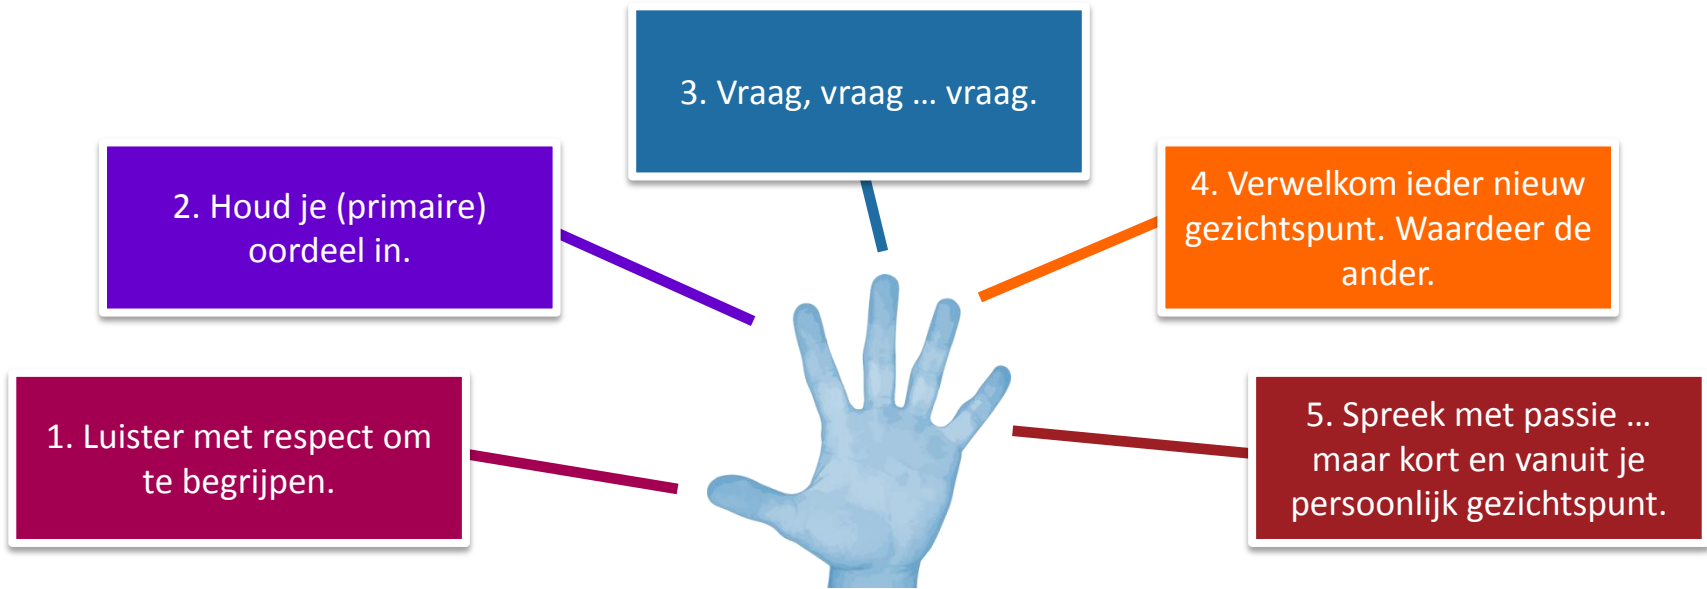 1. Luister met respect om
te begrijpen.
2. Houd je (primaire)
oordeel in.
3. Vraag, vraag ... vraag.
4. Verwelkom ieder nieuw
gezichtspunt. Waardeer de
ander.
5. Spreek met passie ...
maar kort en vanuit je
persoonlijk gezichtspunt.